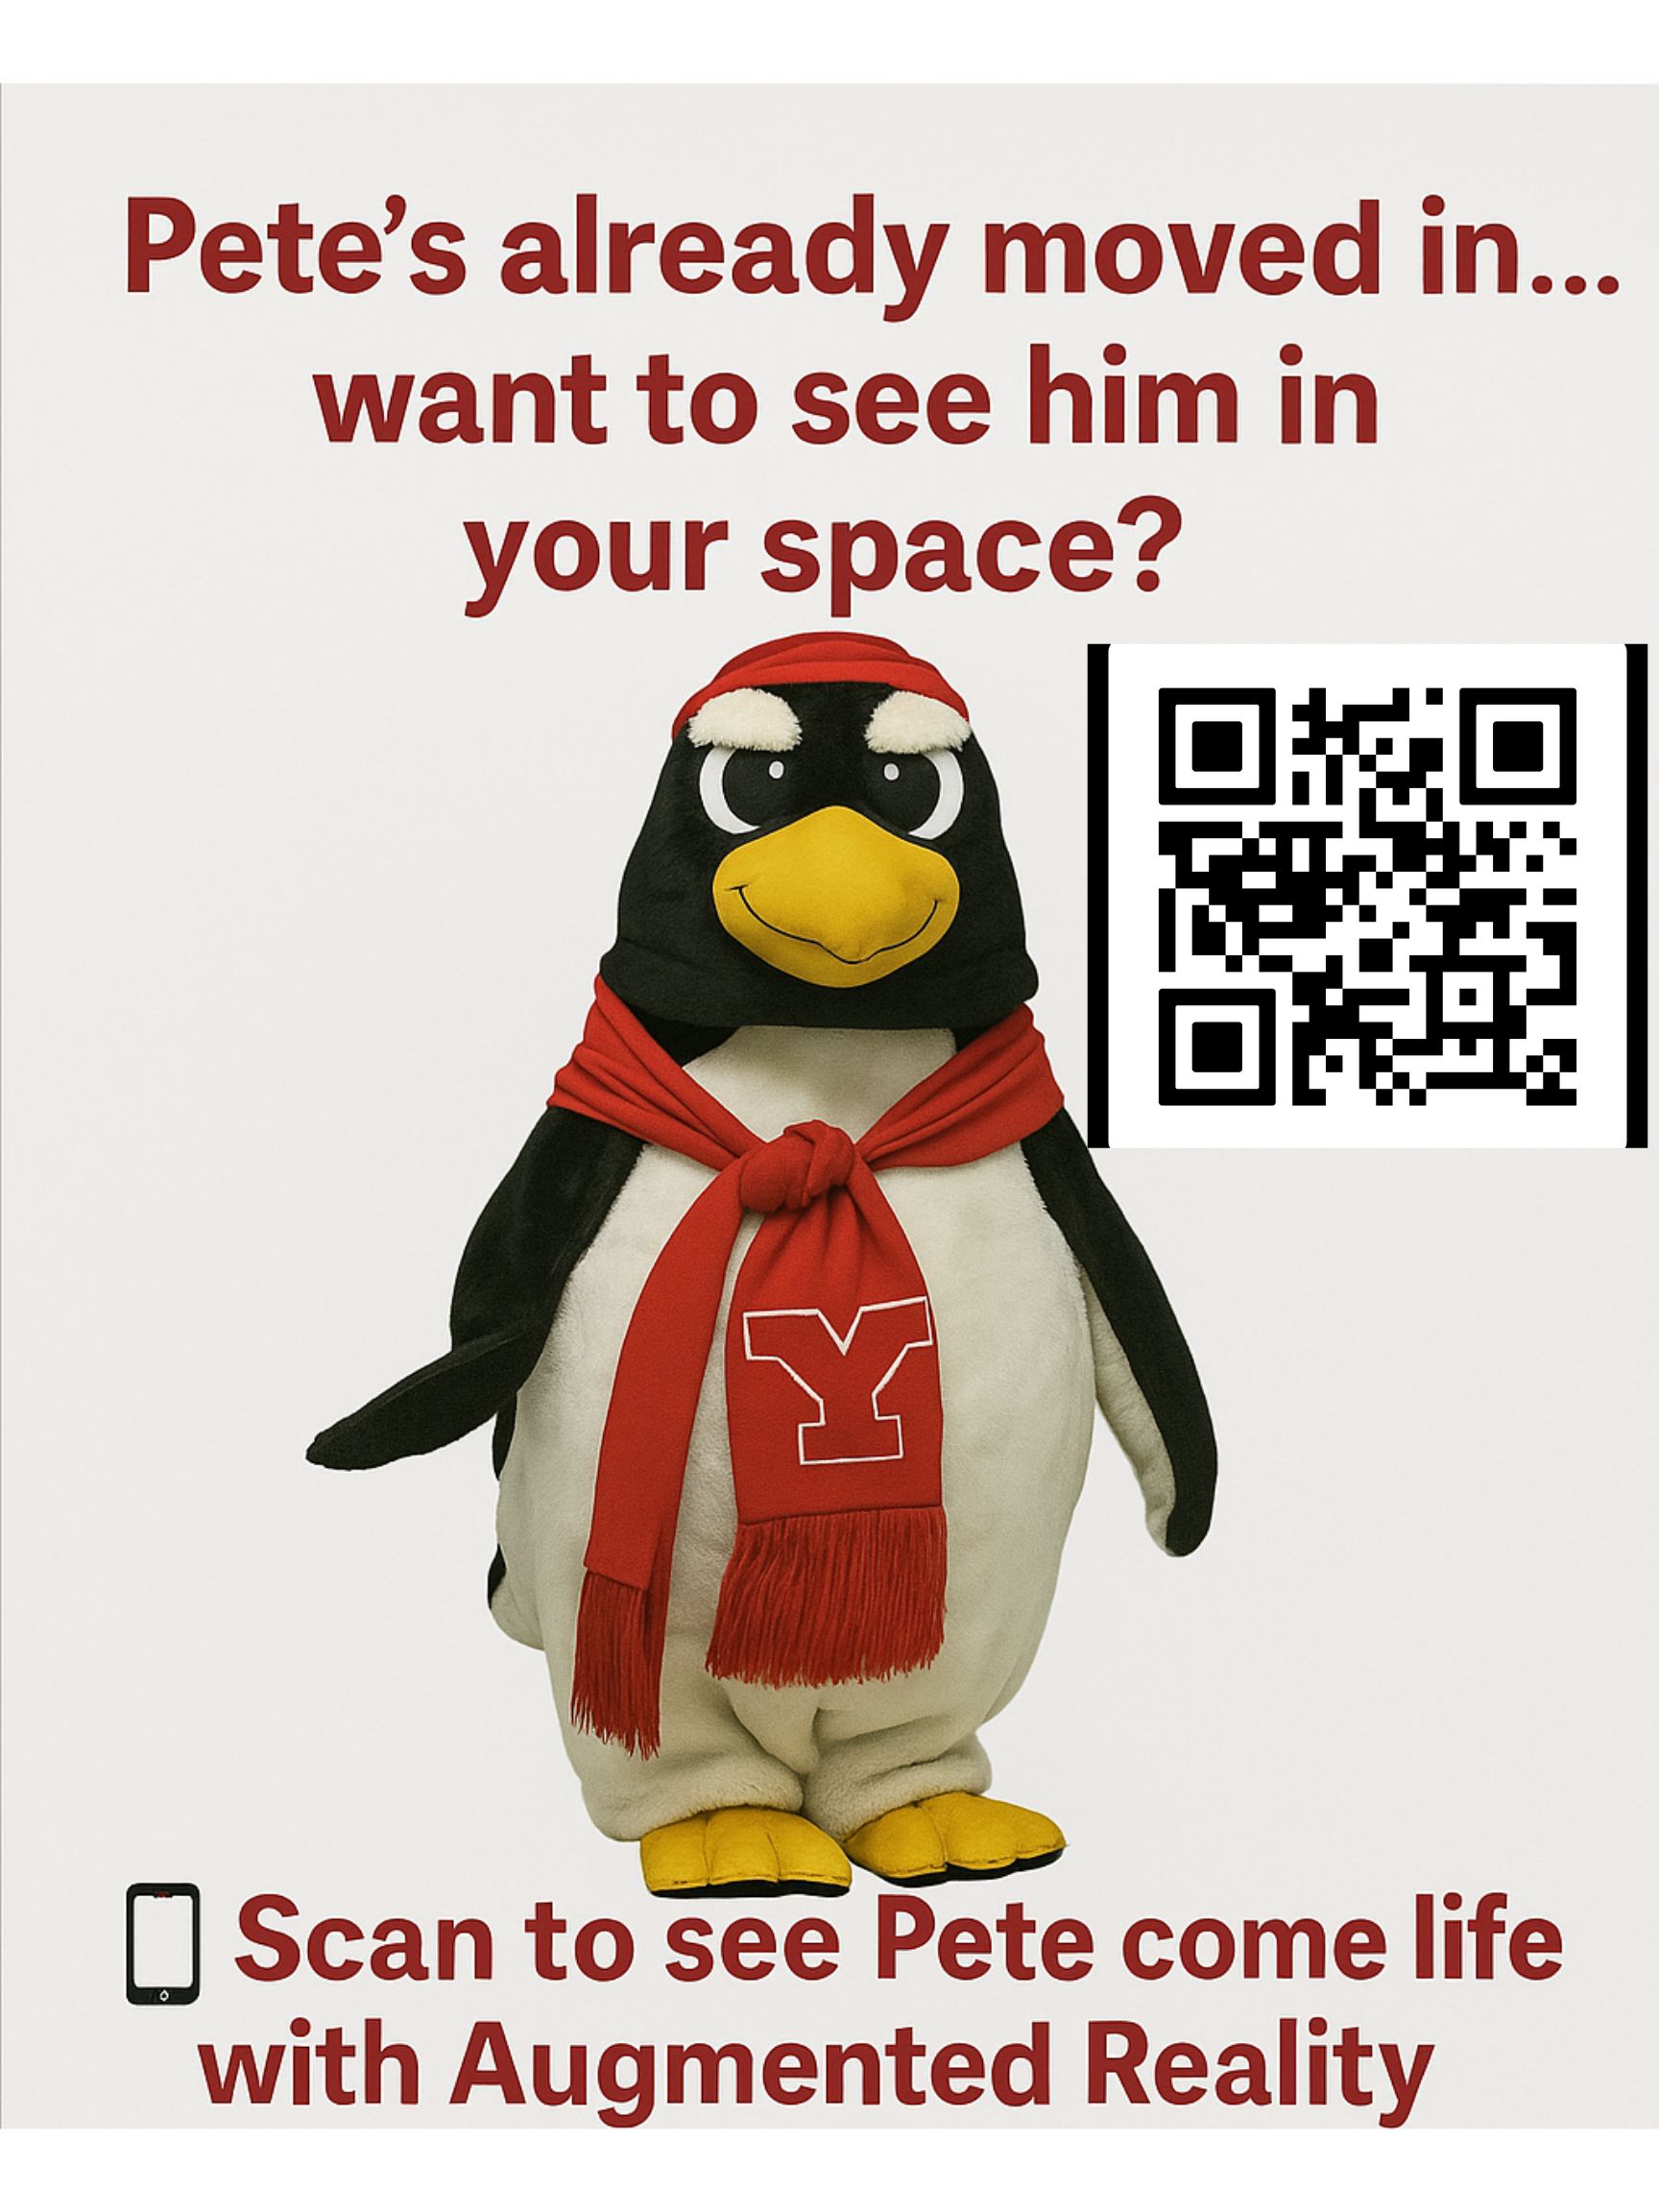 Pete’s already moved in...
want to see him in
your space?
Y
Scan to see Pete come life
with Augmented Reality